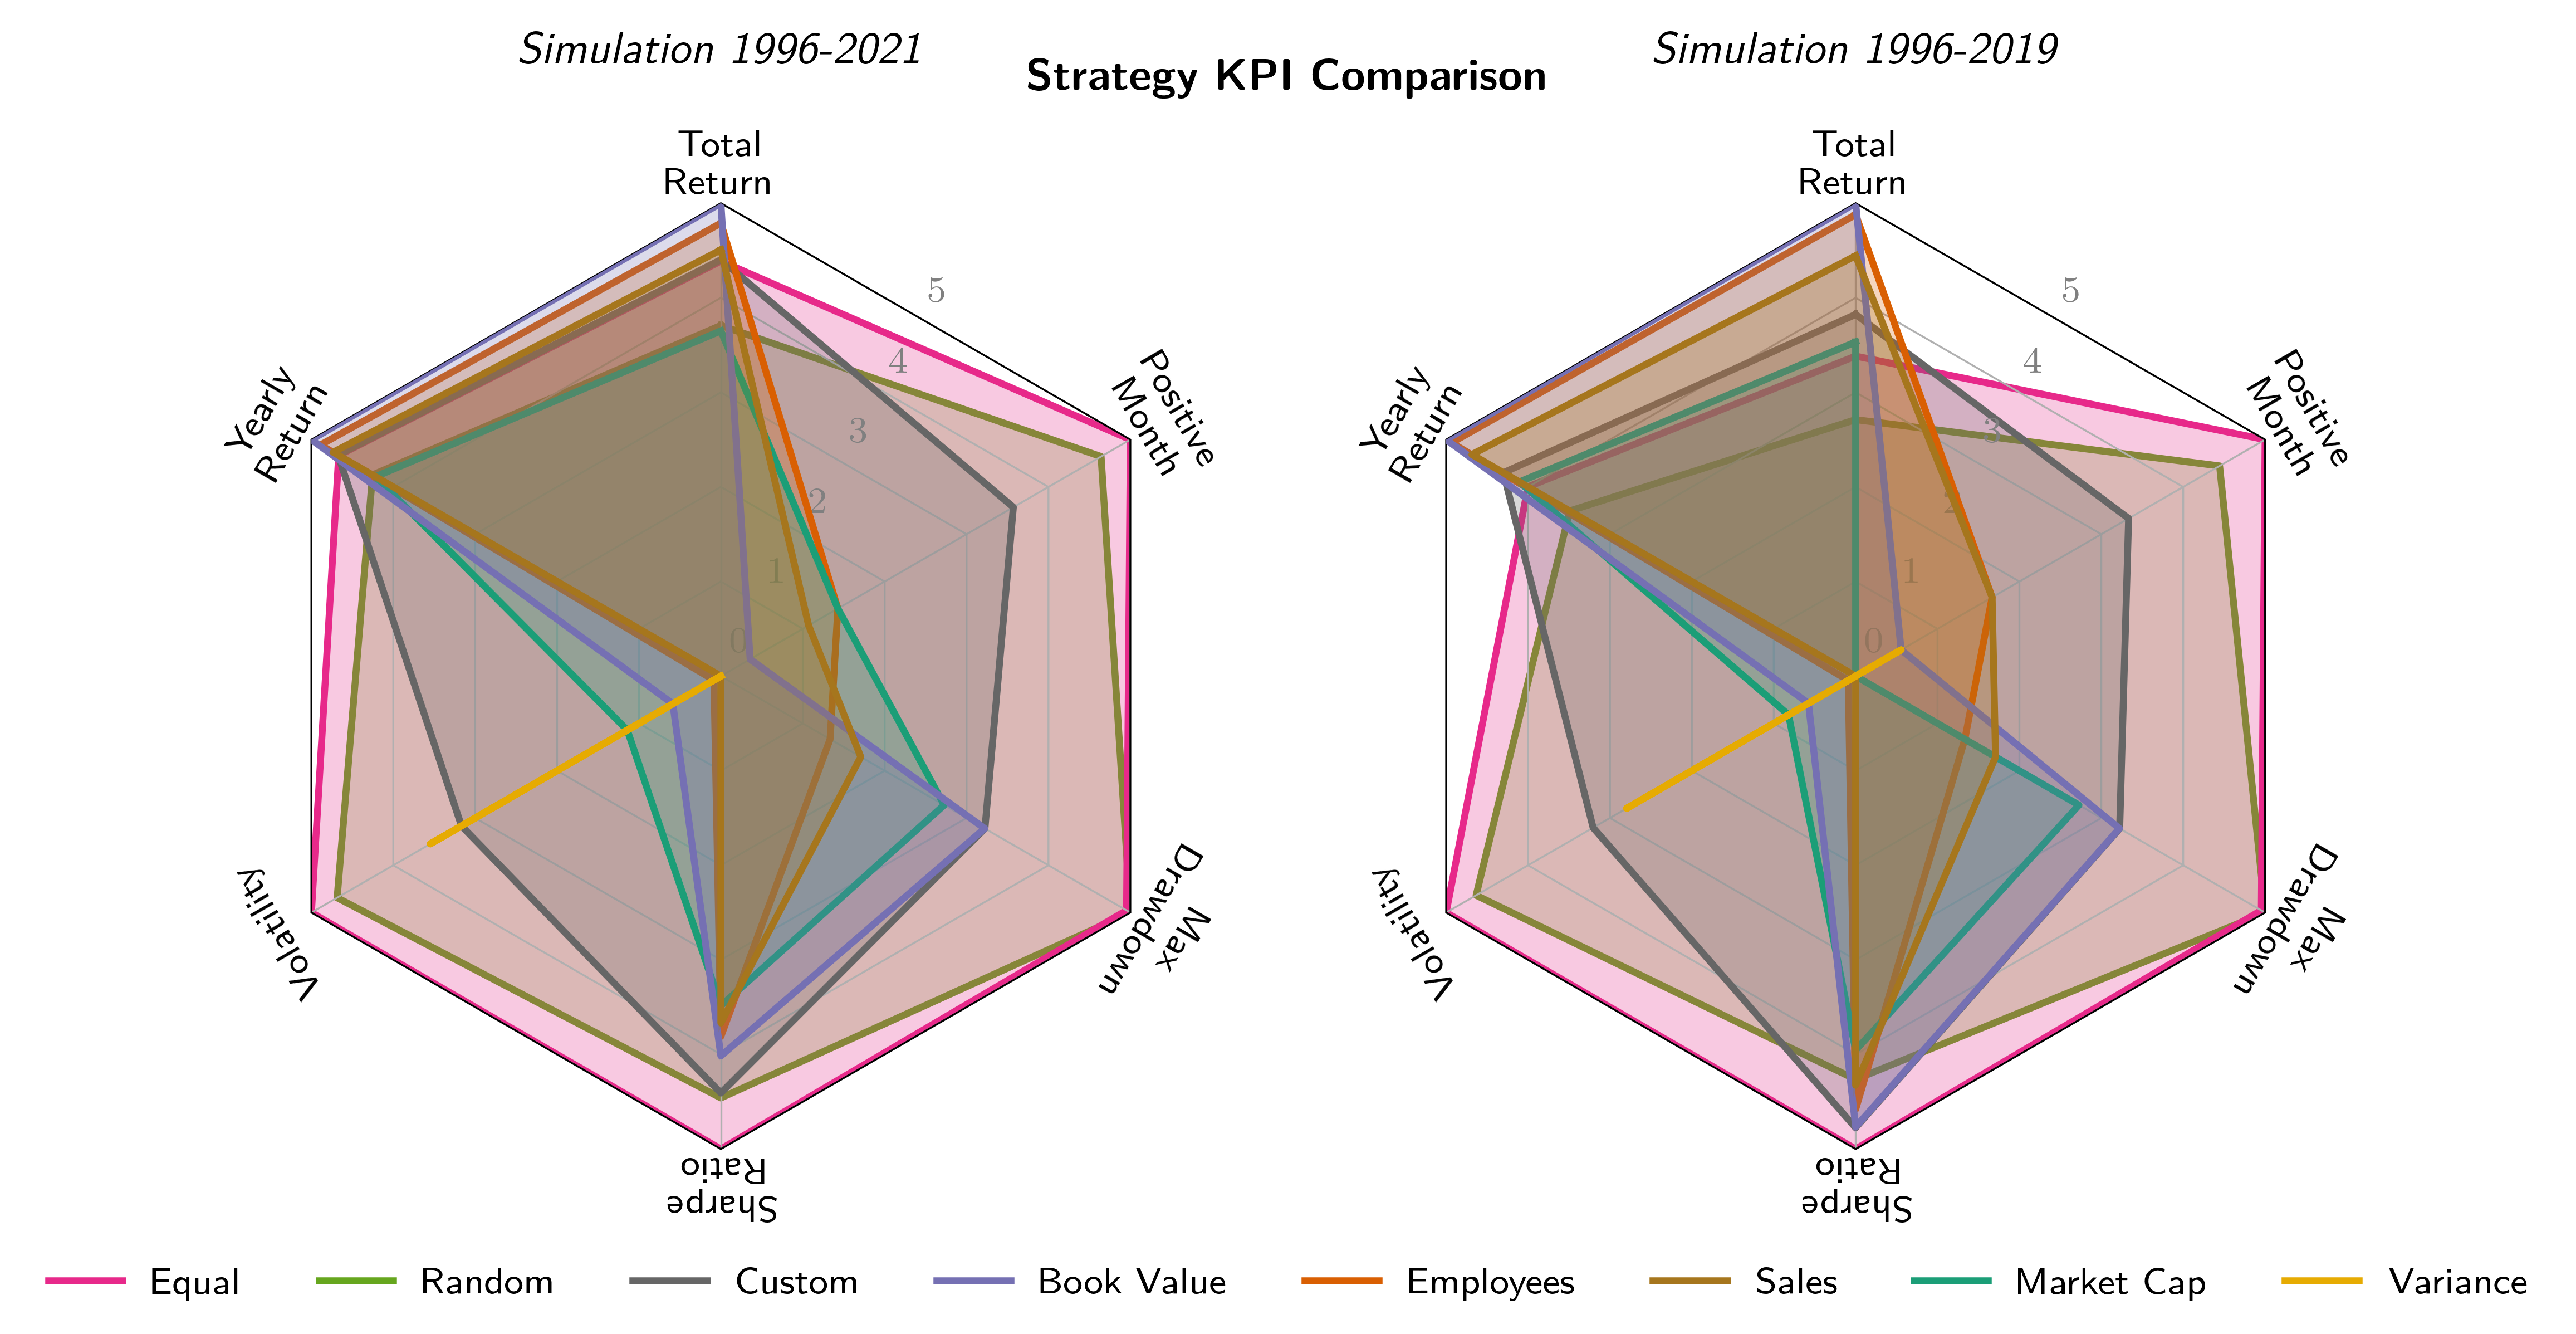 Simulation 1996-2021
Simulation 1996-2019
Strategy KPI Comparison
Total
Return
Positive
Month
Max
Drawdown
Sharpe
Ratio
Volatility
Yearly
Return
5
4
3
2
1
0
Total
Return
Positive
Month
Max
Drawdown
Sharpe
Ratio
Volatility
Yearly
Return
5
4
3
2
1
0
Equal Random Custom Book Value Employees Sales Market Cap Variance